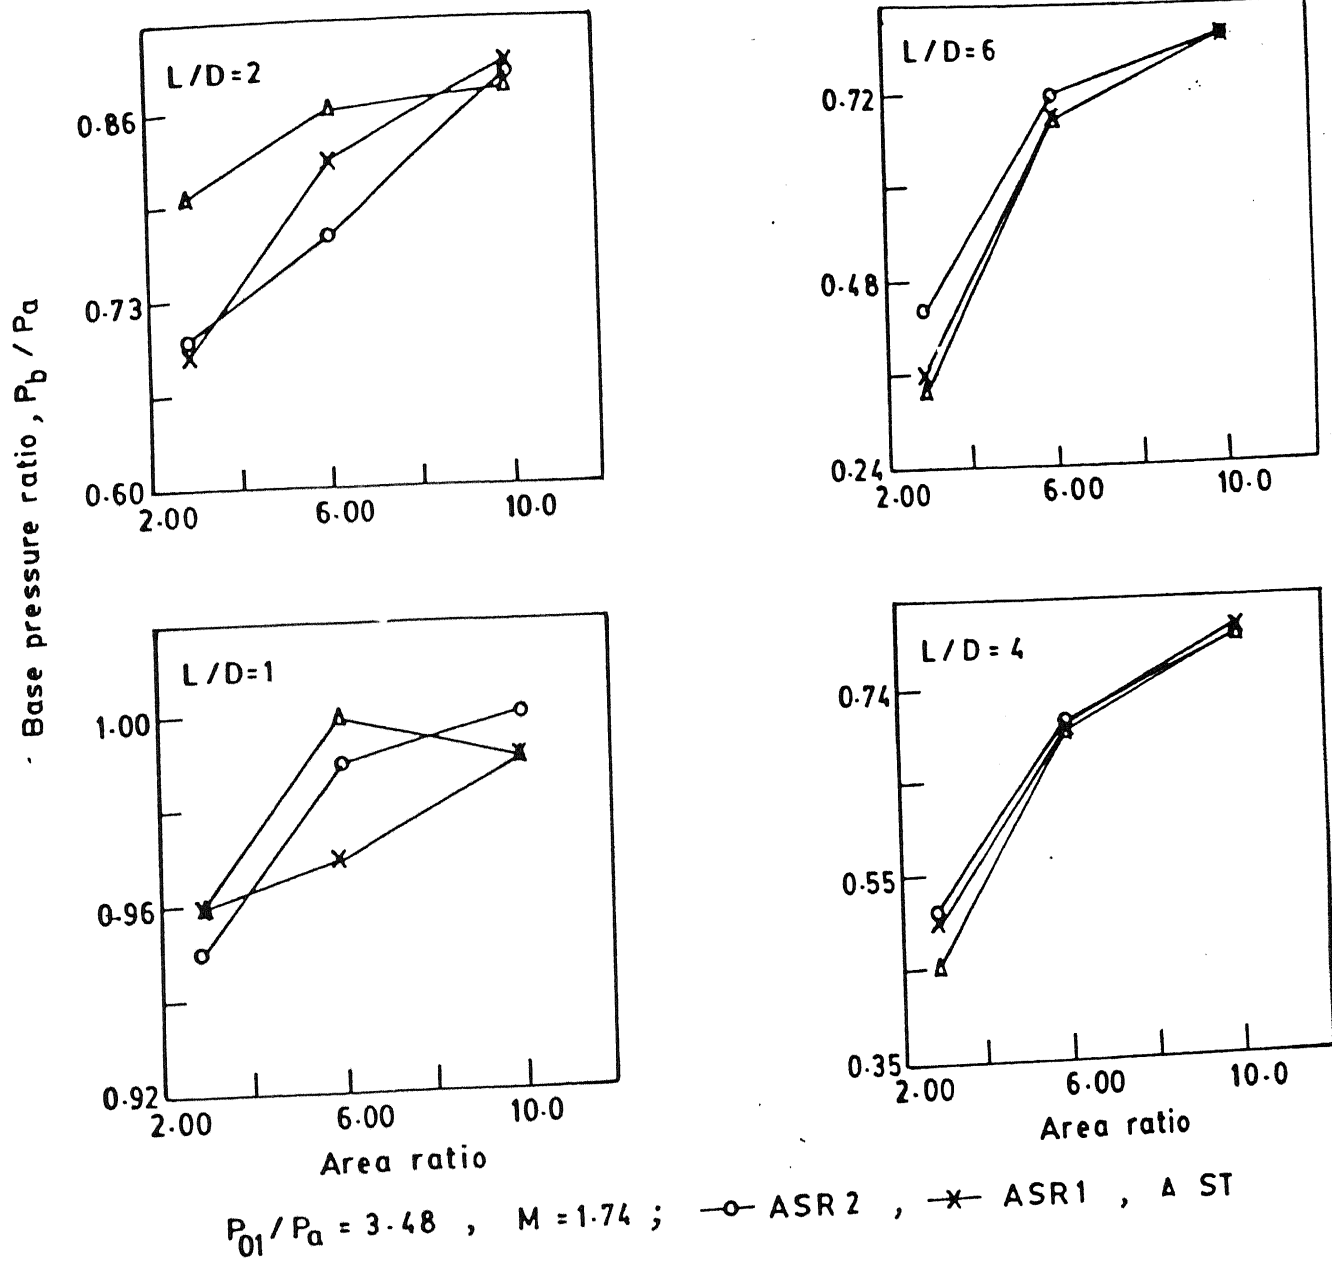 L/D=2
0.86
0.73
0.60
2.00 6.00 10.0
L/D=6
0.72
0.48
0.24
2.00 6.00 10.0
Base pressure ratio, Pb/Pa
L/D=1
1.00
0.96
0.92
2.00 6.00 10.0
Area ratio
L/D=4
0.74
0.55
0.35
2.00 6.00 10.0
Area ratio
P01/Pa = 3.48 , M = 1.74 ; ASR2 , ASR1 , ST